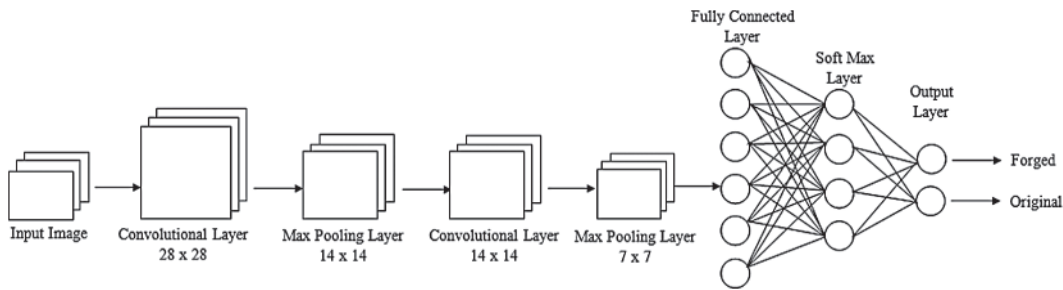 Fully Connected
Layer
Soft Max
Layer
Output
Layer
Forged
Original
Input Image
Convolutional Layer
28 x 28
Max Pooling Layer
14 x 14
Convolutional Layer
14 x 14
Max Pooling Layer
7 x 7